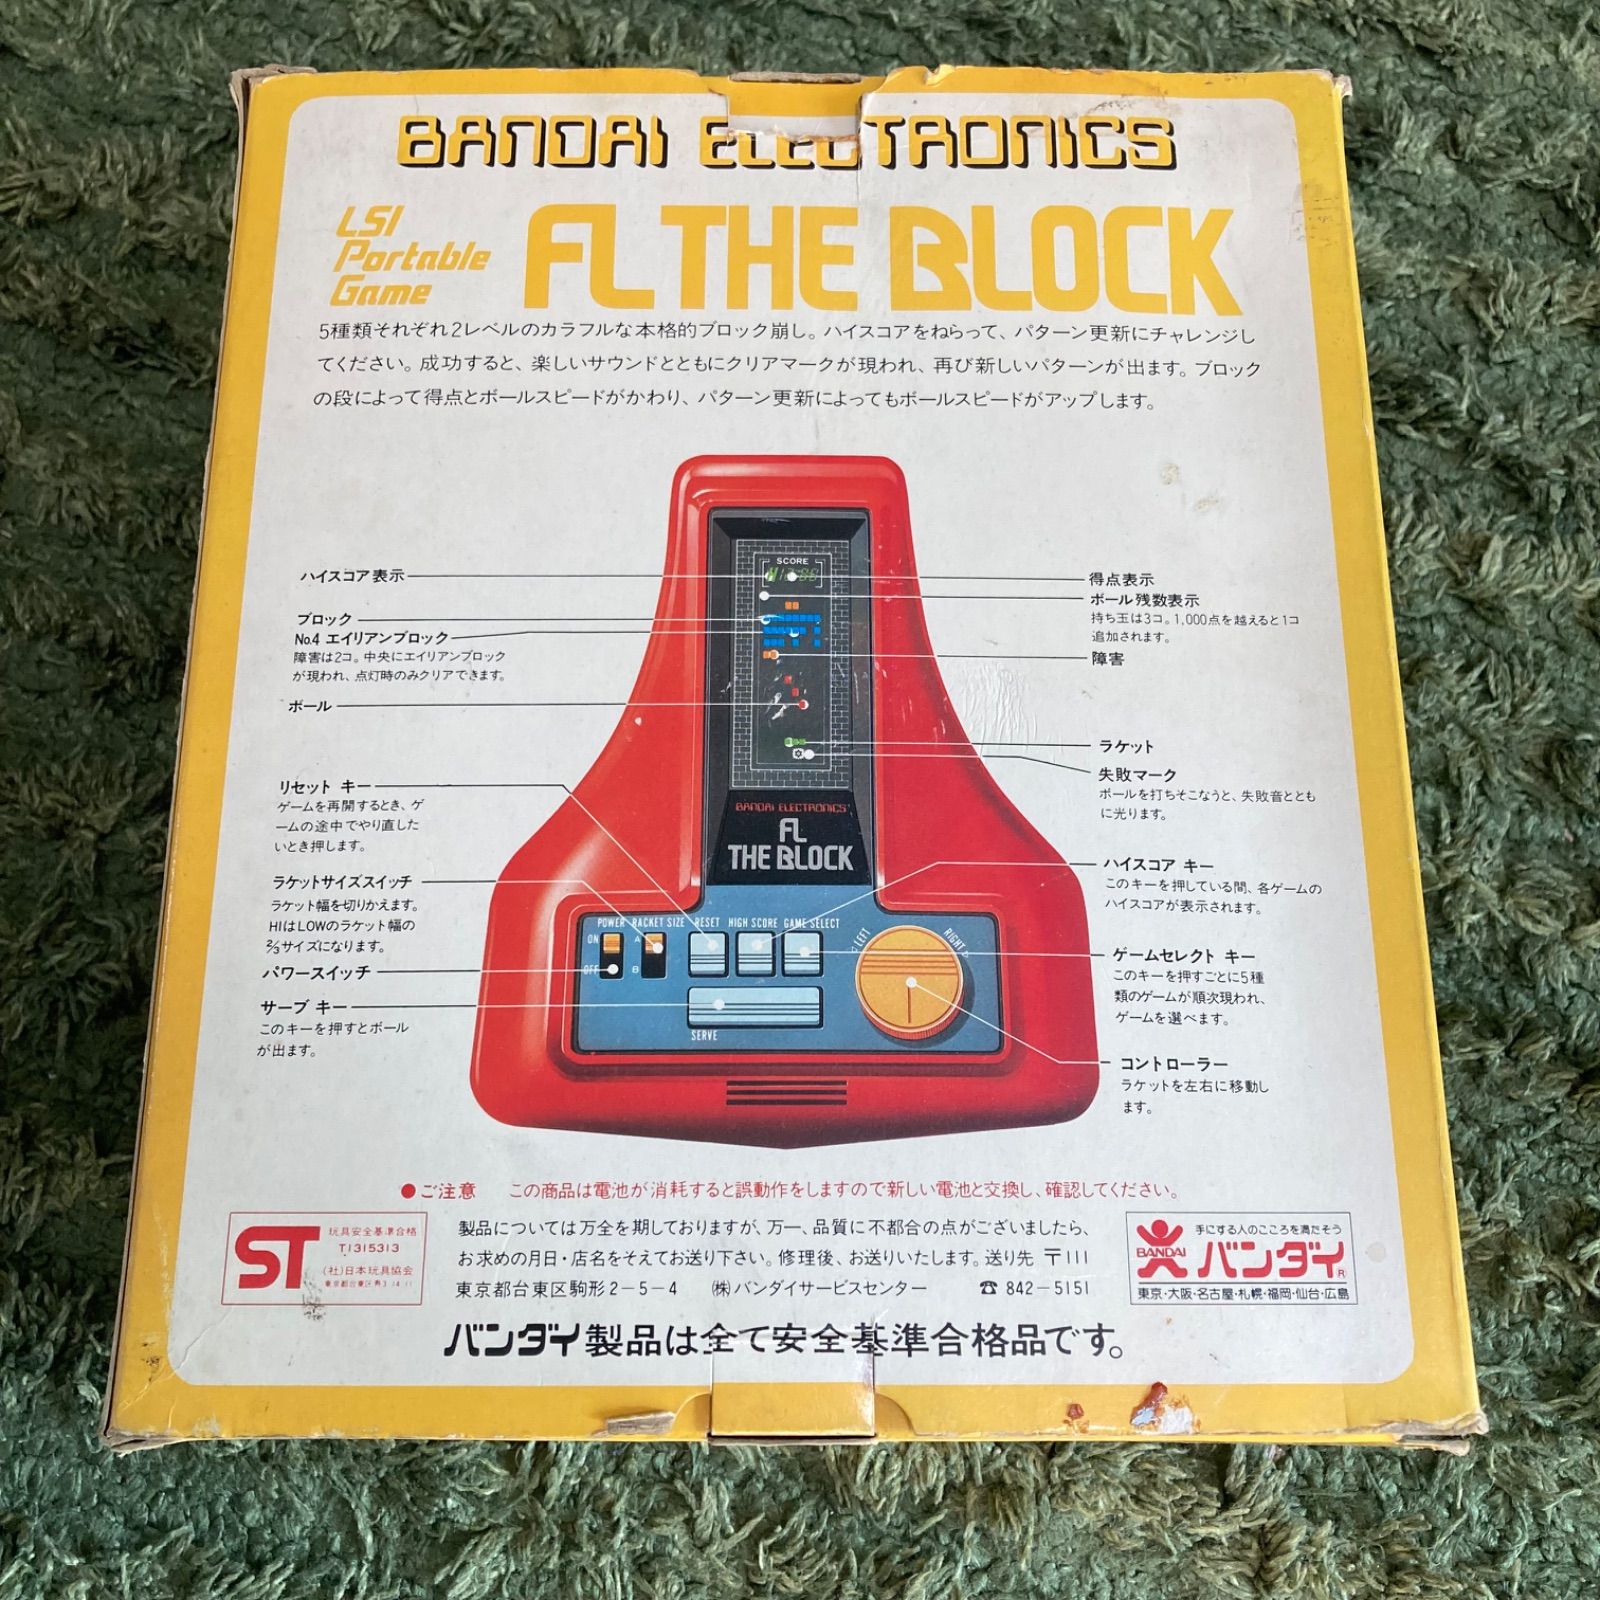 BANDAI ELECTRONICS
LSI
Portable
Game
FL THE BLOCK
5種類それぞれ2レベルのカラフルな本格的ブロック崩し。ハイスコアをねらって、パターン更新にチャレンジし
てください。成功すると、楽しいサウンドとともにクリアマークが現われ、再び新しいパターンが出ます。ブロック
の段によって得点とボールスピードがかわり、パターン更新によってもボールスピードがアップします。
ハイスコア表示
ブロック
No.4 エイリアンブロック
障害は2コ。中央にエイリアンブロック
が現われ、点灯時のみクリアできます。
ボール
リセット キー
ゲームを再開するとき、ゲ
ームの途中でやり直した
いとき押します。
ラケットサイズスイッチ
ラケット幅を切りかえます。
HIはLOWのラケット幅の
⅔サイズになります。
パワースイッチ
サーブ キー
このキーを押すとボール
が出ます。
得点表示
ボール残数表示
持ち玉は3コ。1,000点を越えると1コ
追加されます。
障害
ラケット
失敗マーク
ボールを打ちそこなうと、失敗音ととも
に光ります。
ハイスコア キー
このキーを押している間、各ゲームの
ハイスコアが表示されます。
ゲームセレクト キー
このキーを押すごとに5種
類のゲームが順次現われ、
ゲームを選べます。
コントローラー
ラケットを左右に移動し
ます。
SCORE
BANDAI ELECTRONICS
FL
THE BLOCK
POWER RACKET SIZE RESET HIGH SCORE GAME SELECT
ON A
OFF B
LEFT RIGHT
SERVE
●ご注意 この商品は電池が消耗すると誤動作をしますので新しい電池と交換し、確認してください。
ST
玩具安全基準合格
T1315313
(社)日本玩具協会
製品については万全を期しておりますが、万一、品質に不都合の点がございましたら、
お求めの月日・店名をそえてお送り下さい。修理後、お送りいたします。送り先 〒111
東京都台東区駒形2-5-4 ㈱バンダイサービスセンター ☎ 842-5151
手にする人のこころを満たそう
BANDAI バンダイ®
東京・大阪・名古屋・札幌・福岡・仙台・広島
バンダイ製品は全て安全基準合格品です。